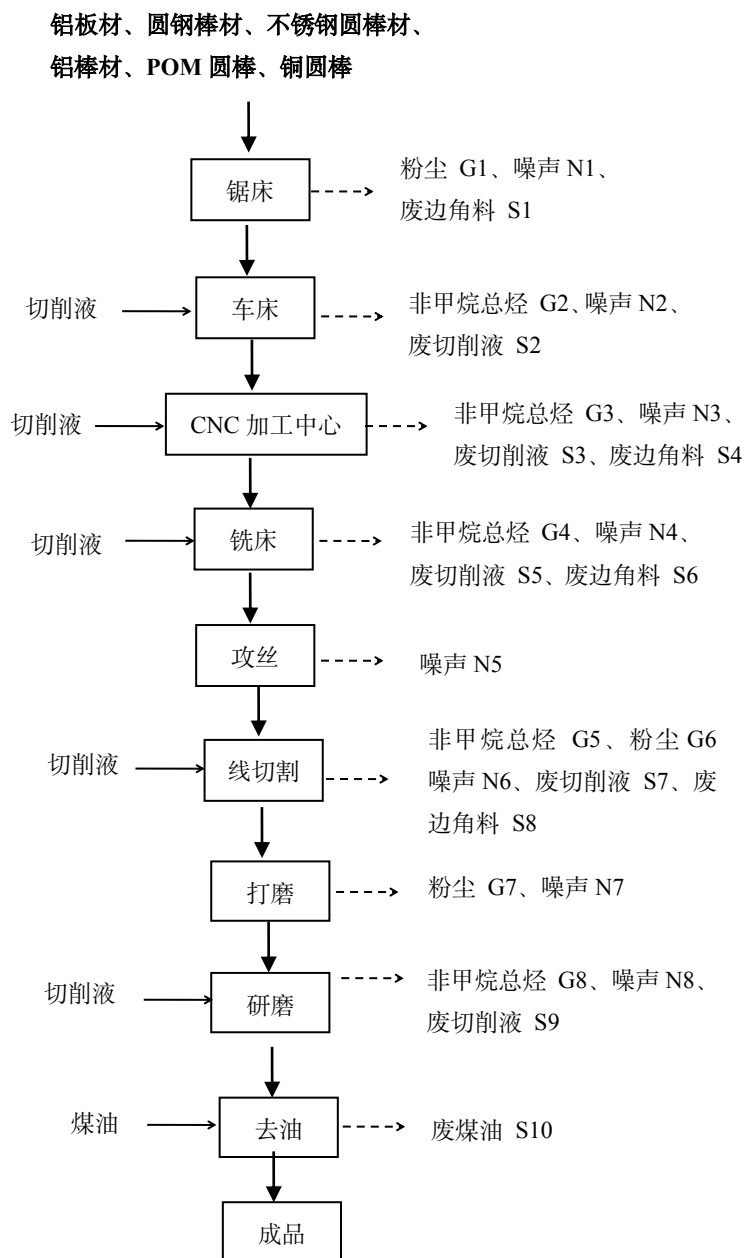 铝板材、圆钢棒材、不锈钢圆棒材、
铝棒材、POM 圆棒、铜圆棒
锯床
粉尘 G1、噪声 N1、
废边角料 S1
切削液
车床
非甲烷总烃 G2、噪声 N2、
废切削液 S2
切削液
CNC 加工中心
非甲烷总烃 G3、噪声 N3、
废切削液 S3、废边角料 S4
切削液
铣床
非甲烷总烃 G4、噪声 N4、
废切削液 S5、废边角料 S6
攻丝
噪声 N5
切削液
线切割
非甲烷总烃 G5、粉尘 G6
噪声 N6、废切削液 S7、废
边角料 S8
打磨
粉尘 G7、噪声 N7
切削液
研磨
非甲烷总烃 G8、噪声 N8、
废切削液 S9
煤油
去油
废煤油 S10
成品